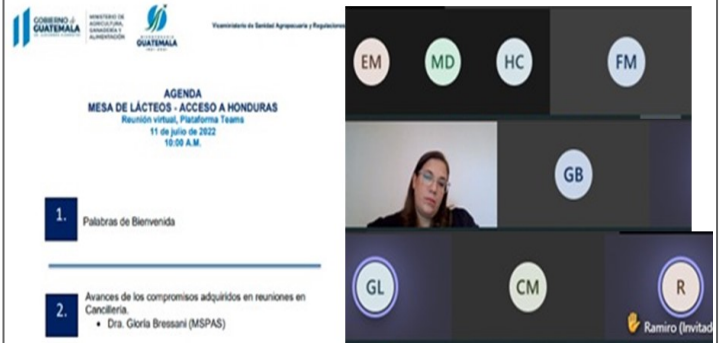 GOBIERNO de
GUATEMALA
MINISTERIO DE
AGRICULTURA,
GANADERÍA Y
ALIMENTACIÓN
GUATEMALA
Viceministerio de Sanidad Agropecuaria y Regulaciones
AGENDA
MESA DE LÁCTEOS - ACCESO A HONDURAS
Reunión virtual, Plataforma Teams
11 de julio de 2022
10:00 A.M.
1.
Palabras de Bienvenida
2.
Avances de los compromisos adquiridos en reuniones en
Cancillería.
• Dra. Gloria Bressani (MSPAS)
EM
MD
HC
FM
GB
GL
CM
R
Ramiro (Invitad